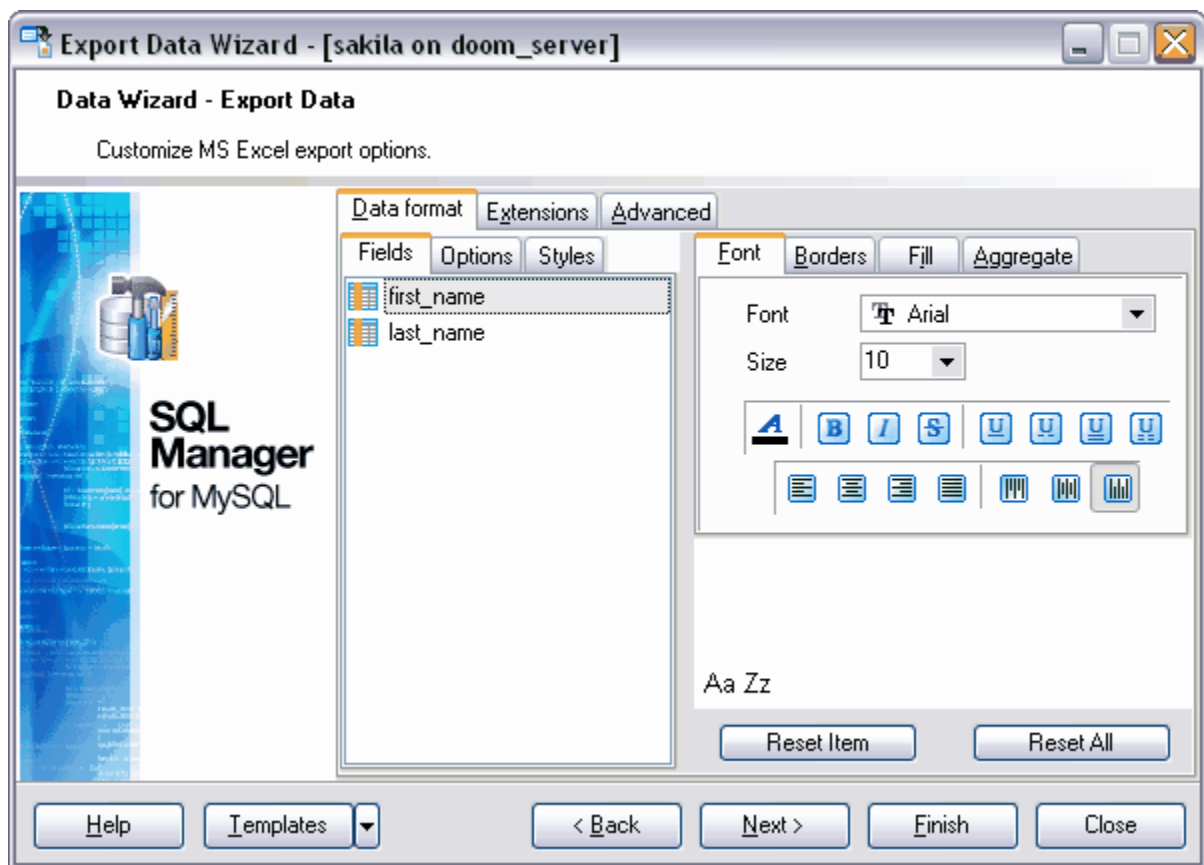 Export Data Wizard - [sakila on doom_server]
Data Wizard - Export Data
Customize MS Excel export options.
Data format Extensions Advanced
Fields Options Styles
Font Borders Fill Aggregate
first_name
last_name
Font Arial
Size 10
A B I S U U U U
SQL
Manager
for MySQL
Aa Zz
Reset Item Reset All
Help Templates < Back Next > Finish Close